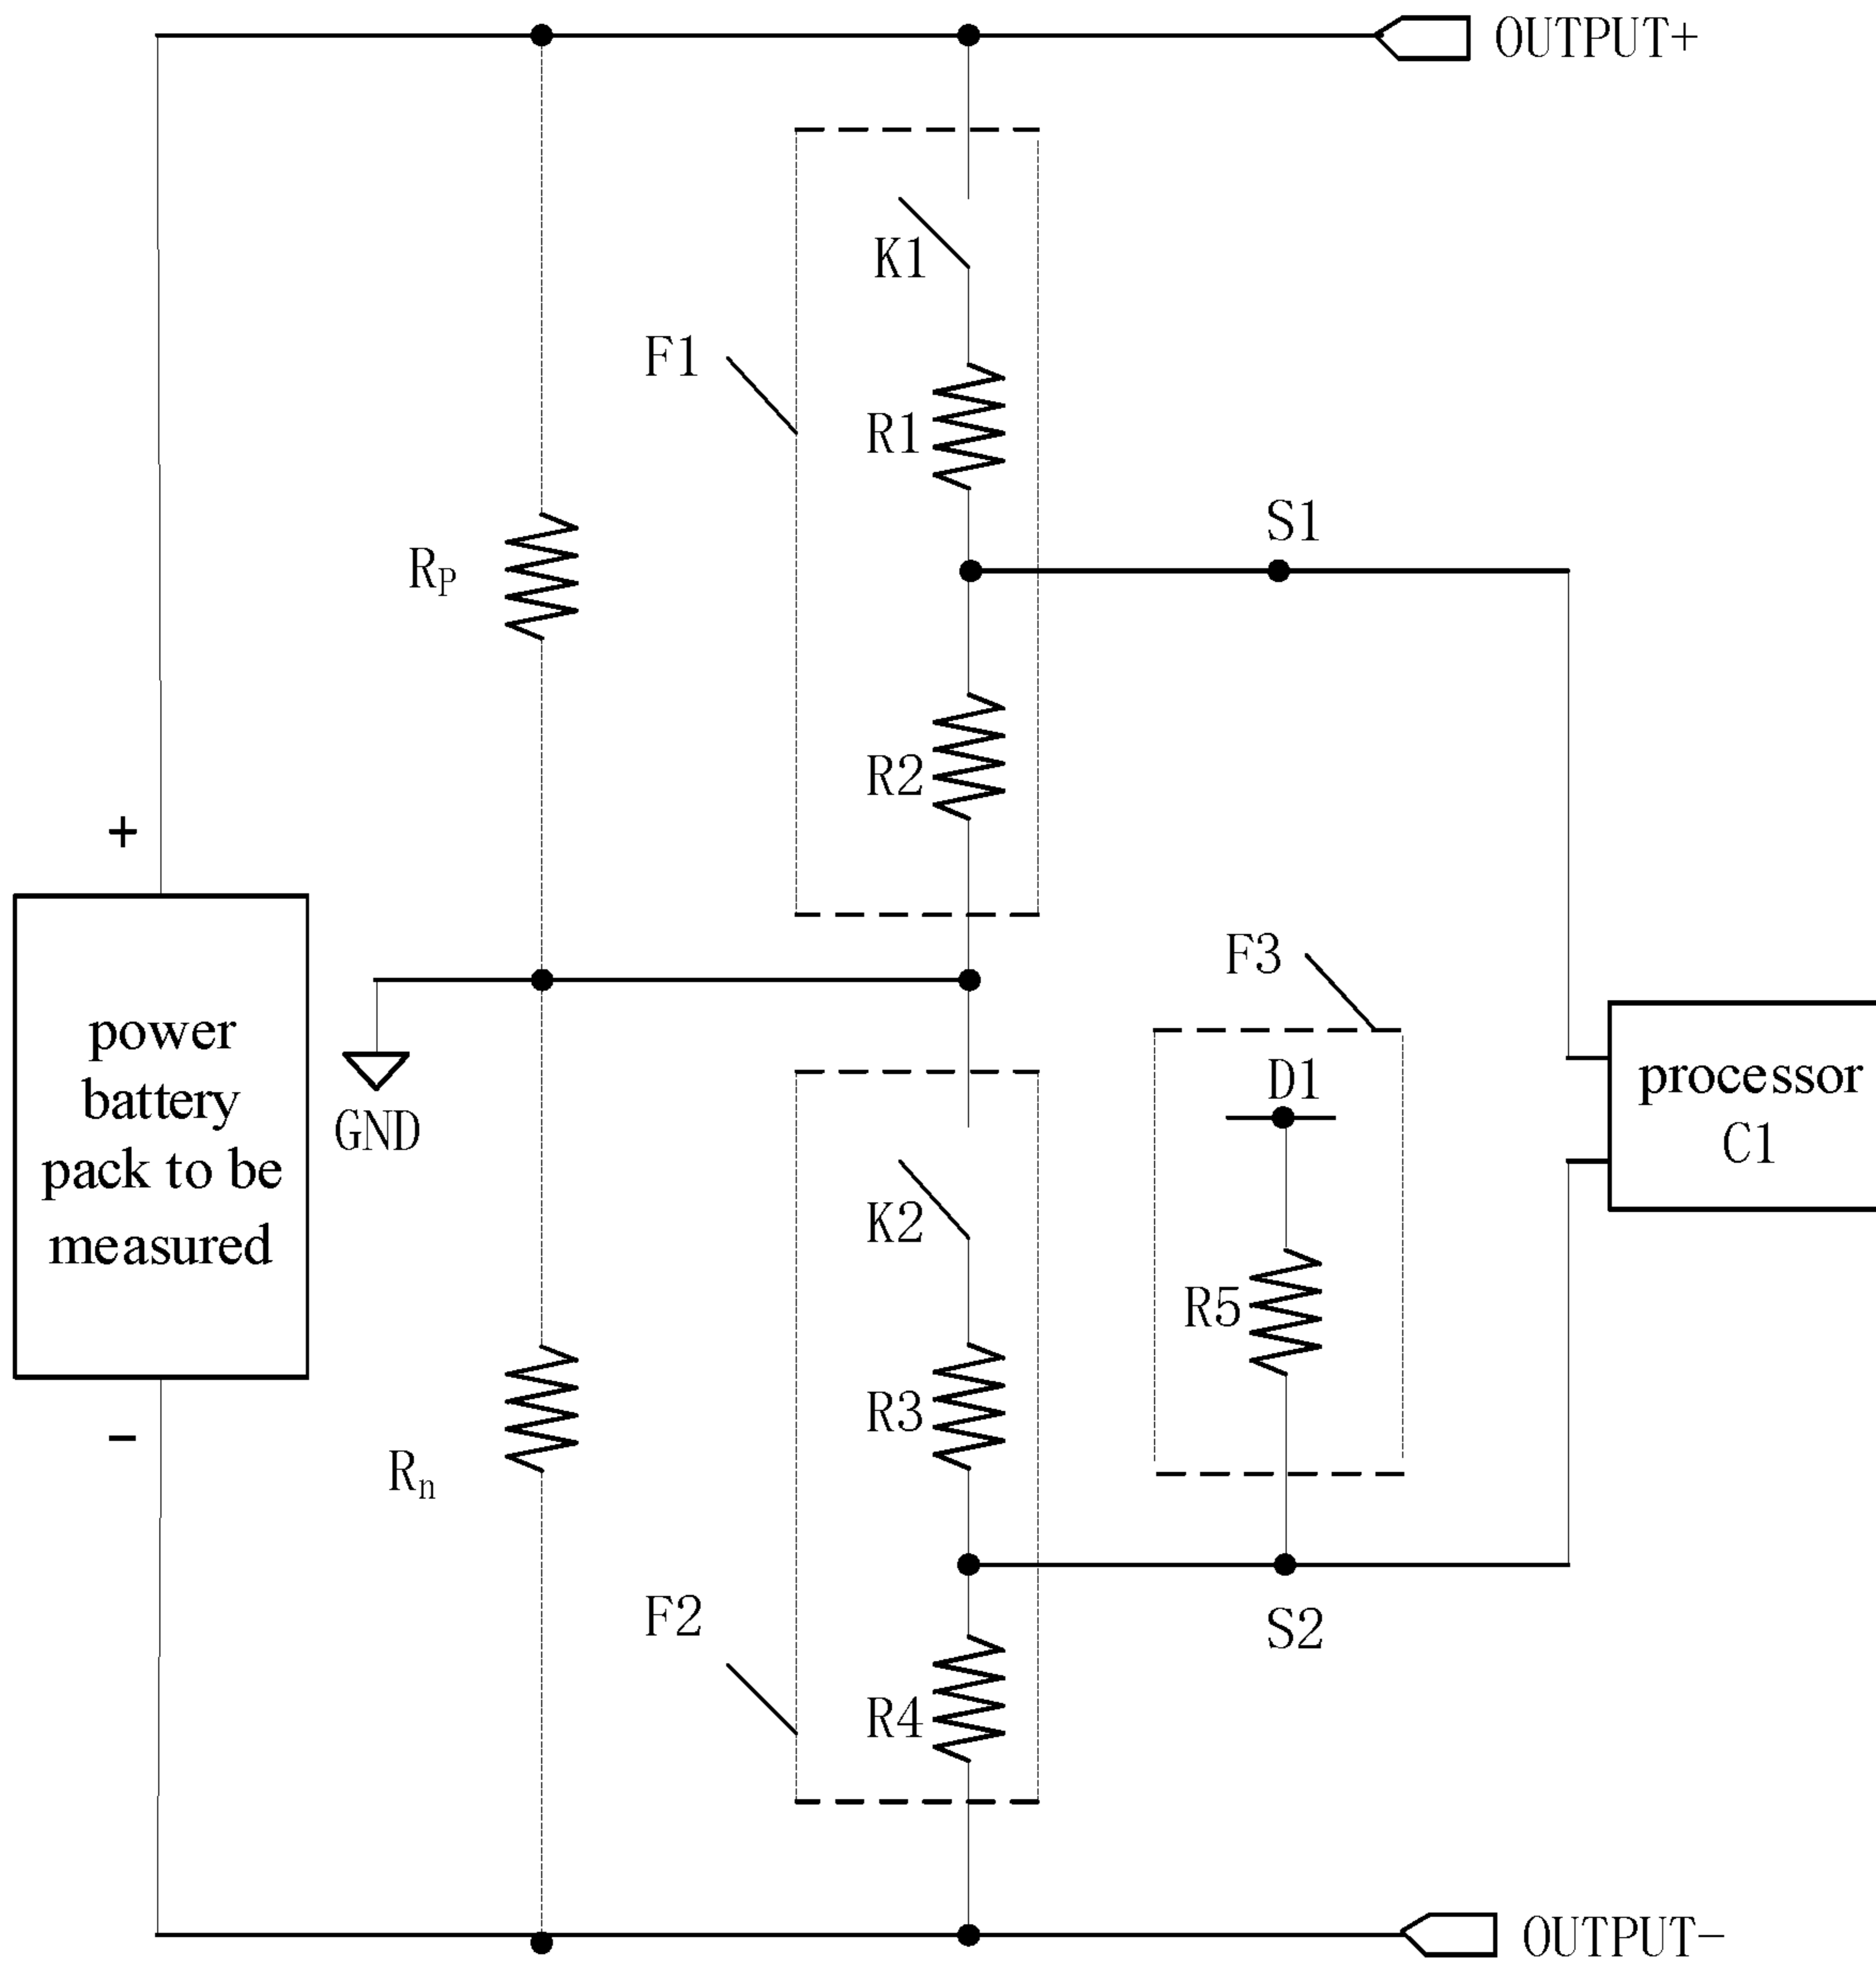 OUTPUT+
K1
F1
R1
S1
RP
R2
+
F3
power
battery
pack to be
measured
GND
D1
processor
C1
K2
R5
R3
−
Rn
F2
S2
R4
OUTPUT−